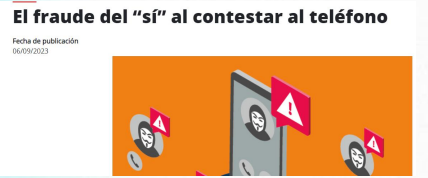 El fraude del “sí” al contestar al teléfono
Fecha de publicación
06/09/2023